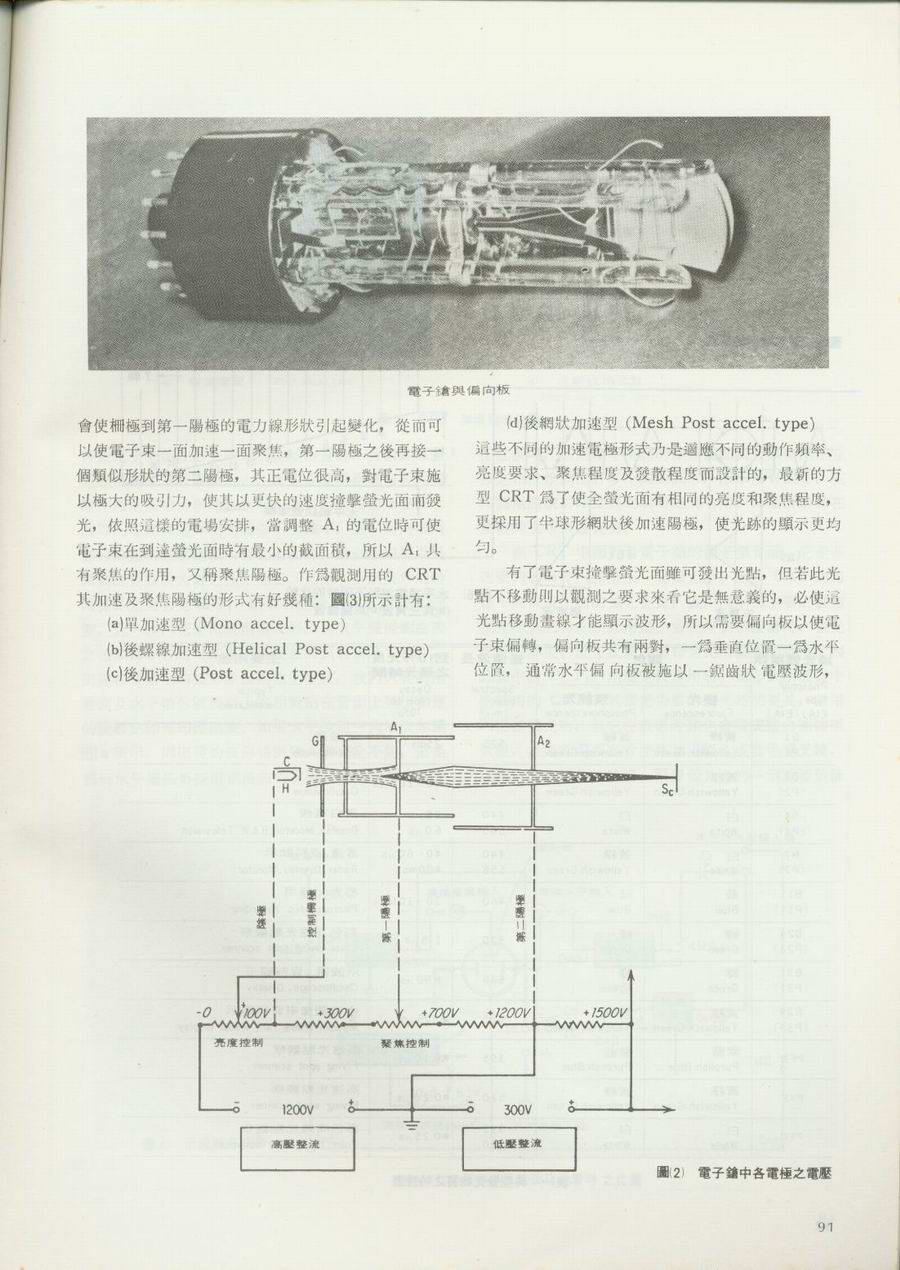 電子鎗與偏向板
會使柵極到第一陽極的電力線形狀引起變化，從而可
以使電子束一面加速一面聚焦，第一陽極之後再接一
個類似形狀的第二陽極，其正電位很高，對電子束施
以極大的吸引力，使其以更快的速度撞擊螢光面而發
光，依照這樣的電場安排，當調整 A₁ 的電位時可使
電子束在到達螢光面時有最小的截面積，所以 A₁ 具
有聚焦的作用，又稱聚焦陽極。作爲觀測用的 CRT
其加速及聚焦陽極的形式有好幾種：圖(3)所示計有：
(a)單加速型 (Mono accel. type)
(b)後螺線加速型 (Helical Post accel. type)
(c)後加速型 (Post accel. type)
(d)後網狀加速型 (Mesh Post accel. type)
這些不同的加速電極形式乃是適應不同的動作頻率、
亮度要求、聚焦程度及發散程度而設計的，最新的方
型 CRT 爲了使全螢光面有相同的亮度和聚焦程度，
更採用了半球形網狀後加速陽極，使光跡的顯示更均
勻。
有了電子束撞擊螢光面雖可發出光點，但若此光
點不移動則以觀測之要求來看它是無意義的，必使這
光點移動畫線才能顯示波形，所以需要偏向板以使電
子束偏轉，偏向板共有兩對，一爲垂直位置一爲水平
位置，通常水平偏向板被施以一鋸齒狀電壓波形，
A₁
G
A₂
C
H
Sc
陰極
控制柵極
第一陽極
第二陽極
-0
+100V
+300V
+700V
+1200V
+1500V
亮度控制
聚焦控制
- 1200V +
- 300V +
高壓整流
低壓整流
圖(2) 電子鎗中各電極之電壓
91